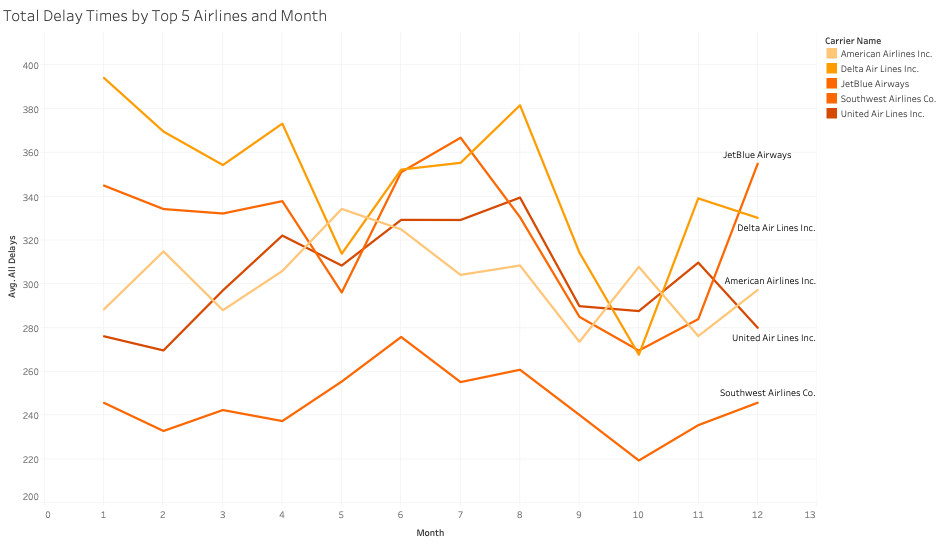 Total Delay Times by Top 5 Airlines and Month
Carrier Name
American Airlines Inc.
Delta Air Lines Inc.
JetBlue Airways
Southwest Airlines Co.
United Air Lines Inc.
Avg. All Delays
400
380
360
340
320
300
280
260
240
220
200
JetBlue Airways
Delta Air Lines Inc.
American Airlines Inc.
United Air Lines Inc.
Southwest Airlines Co.
0 1 2 3 4 5 6 7 8 9 10 11 12 13
Month